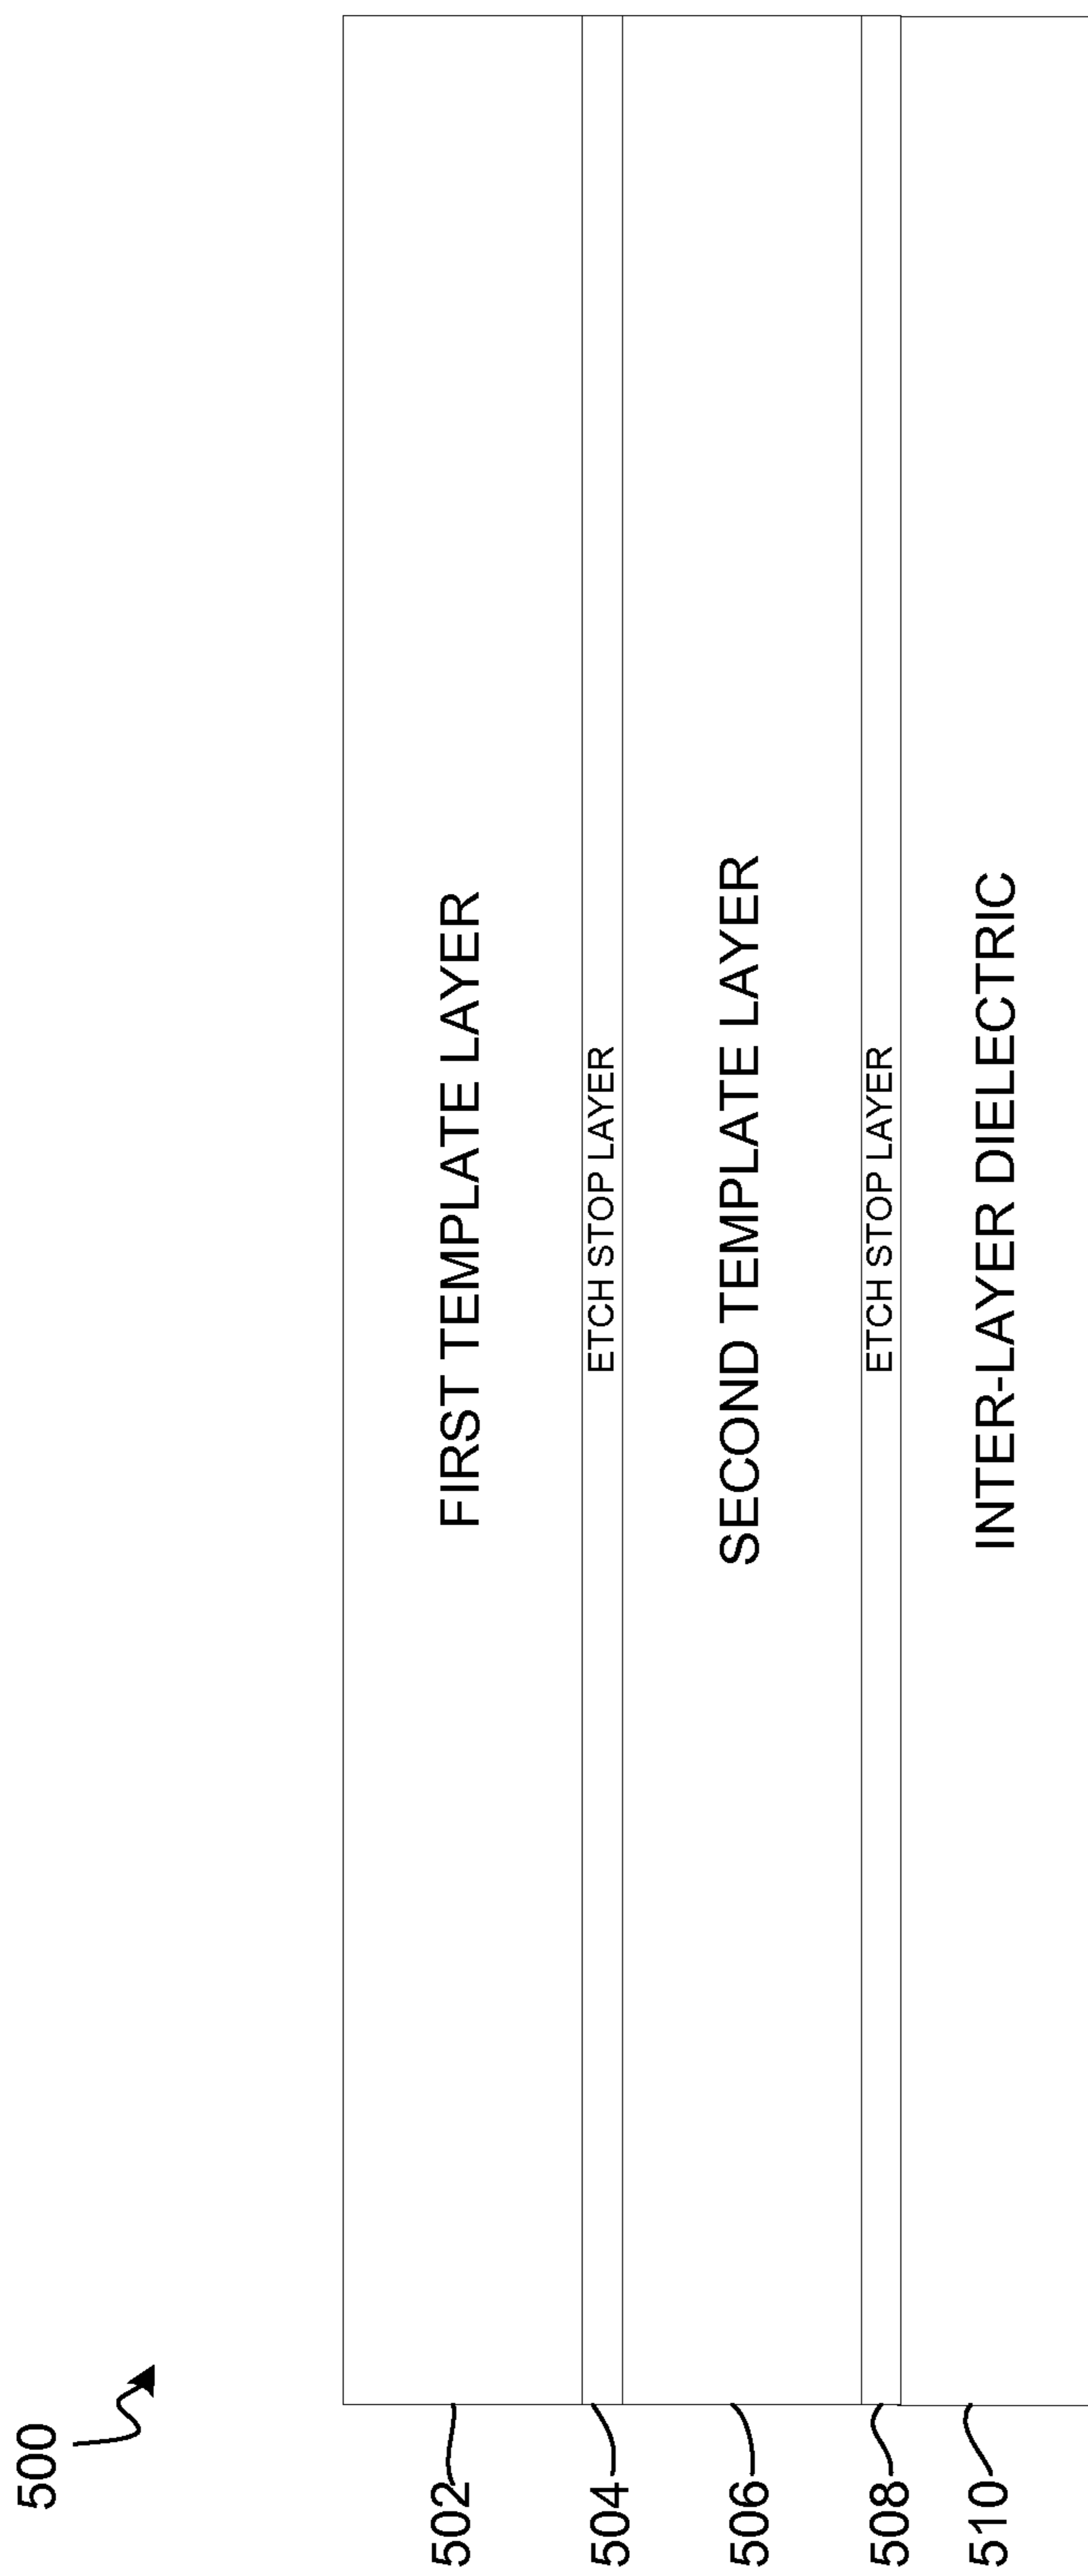 500
502
FIRST TEMPLATE LAYER
504
ETCH STOP LAYER
506
SECOND TEMPLATE LAYER
508
ETCH STOP LAYER
510
INTER-LAYER DIELECTRIC